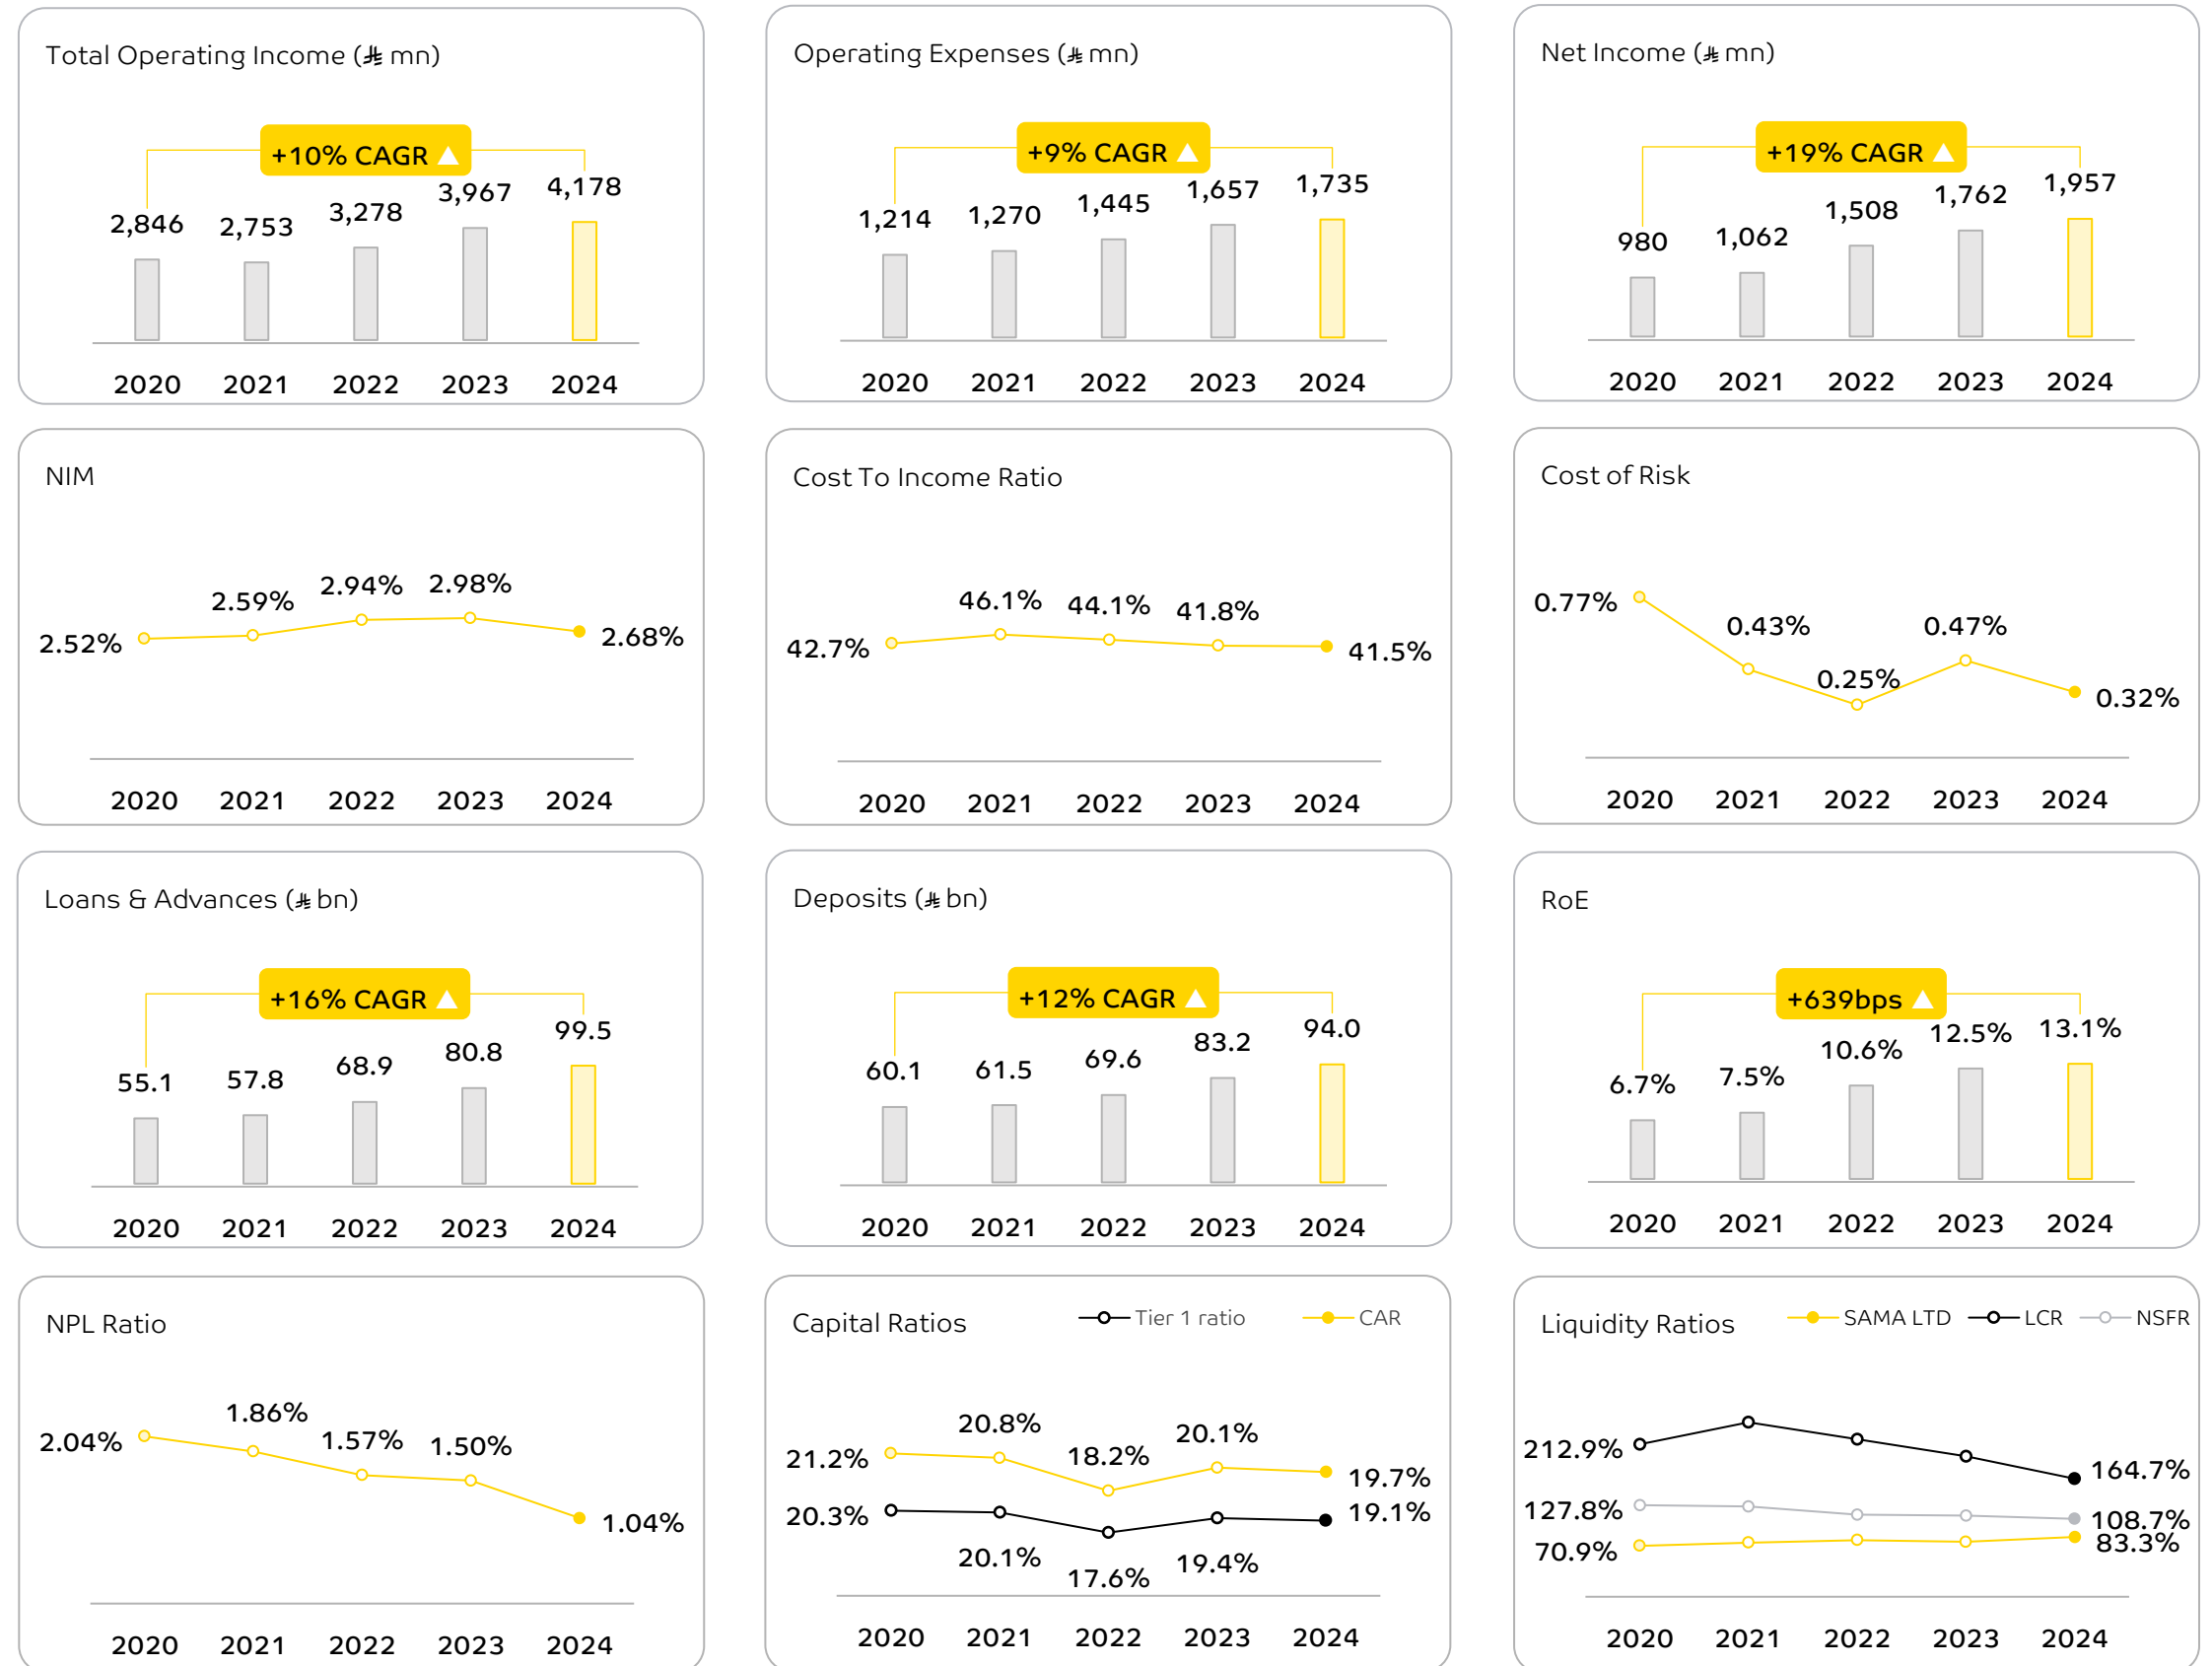 Total Operating Income (⃁ mn)
+10% CAGR
2,846 2,753 3,278 3,967 4,178
2020 2021 2022 2023 2024
Operating Expenses (⃁ mn)
+9% CAGR
1,214 1,270 1,445 1,657 1,735
2020 2021 2022 2023 2024
Net Income (⃁ mn)
+19% CAGR
980 1,062 1,508 1,762 1,957
2020 2021 2022 2023 2024
NIM
2.52% 2.59% 2.94% 2.98% 2.68%
2020 2021 2022 2023 2024
Cost To Income Ratio
42.7% 46.1% 44.1% 41.8% 41.5%
2020 2021 2022 2023 2024
Cost of Risk
0.77% 0.43% 0.25% 0.47% 0.32%
2020 2021 2022 2023 2024
Loans & Advances (⃁ bn)
+16% CAGR
55.1 57.8 68.9 80.8 99.5
2020 2021 2022 2023 2024
Deposits (⃁ bn)
+12% CAGR
60.1 61.5 69.6 83.2 94.0
2020 2021 2022 2023 2024
RoE
+639bps
6.7% 7.5% 10.6% 12.5% 13.1%
2020 2021 2022 2023 2024
NPL Ratio
2.04% 1.86% 1.57% 1.50% 1.04%
2020 2021 2022 2023 2024
Capital Ratios Tier 1 ratio CAR
21.2% 20.8% 18.2% 20.1% 19.7%
20.3% 20.1% 17.6% 19.4% 19.1%
2020 2021 2022 2023 2024
Liquidity Ratios SAMA LTD LCR NSFR
212.9% 164.7%
127.8% 108.7%
70.9% 83.3%
2020 2021 2022 2023 2024